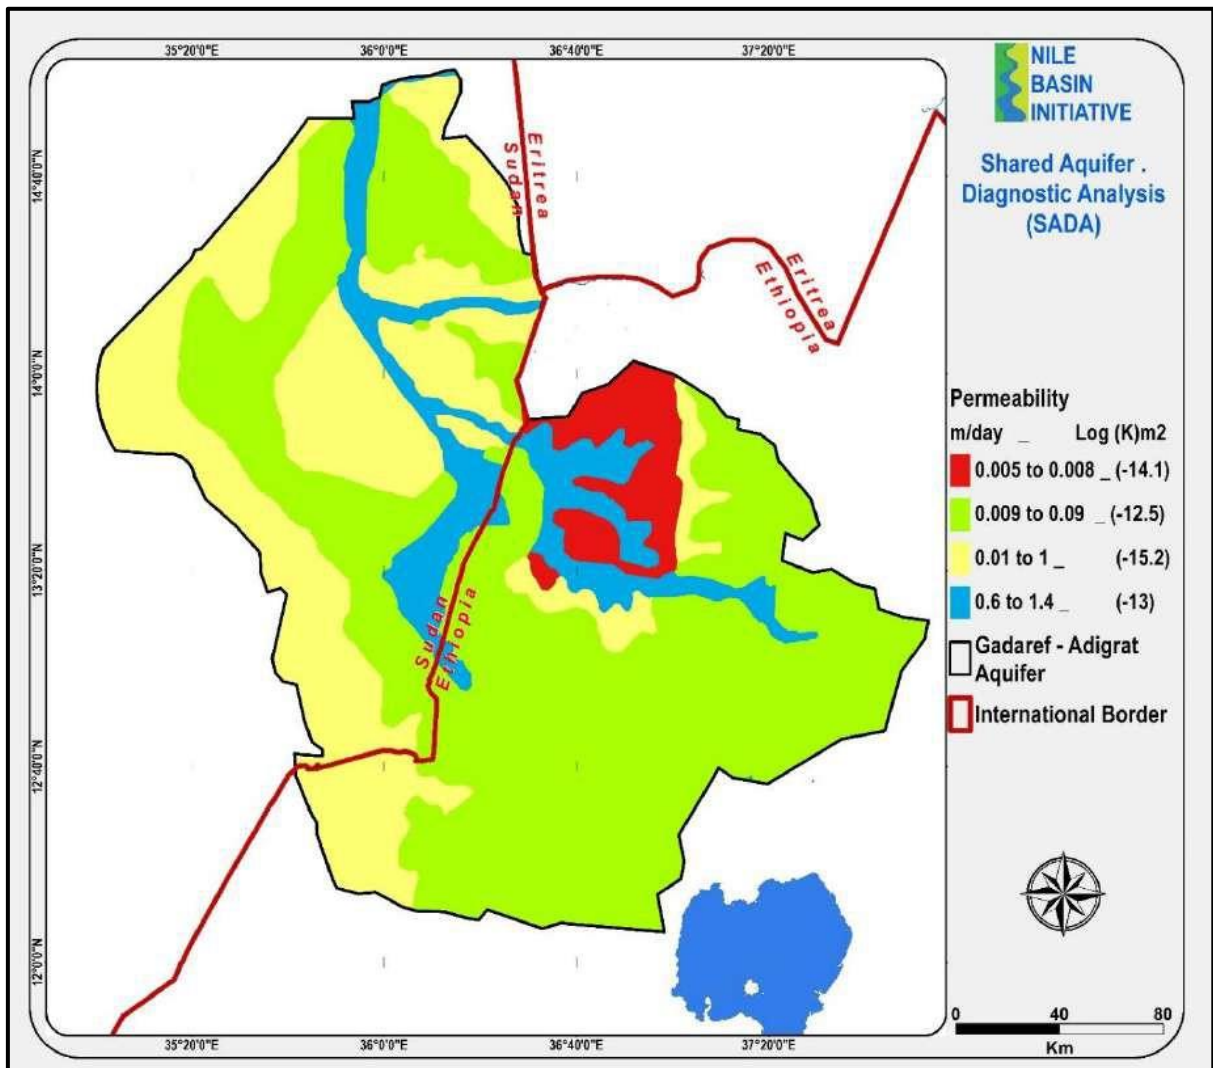 35°20'0"E 36°0'0"E 36°40'0"E 37°20'0"E
NILE
BASIN
INITIATIVE
Shared Aquifer .
Diagnostic Analysis
(SADA)
14°40'0"N
14°0'0"N
13°20'0"N
12°40'0"N
12°0'0"N
Sudan
Eritrea
Eritrea
Ethiopia
Sudan
Ethiopia
Permeability
m/day _ Log (K)m2
0.005 to 0.008 _ (-14.1)
0.009 to 0.09 _ (-12.5)
0.01 to 1 _ (-15.2)
0.6 to 1.4 _ (-13)
Gadaref - Adigrat
Aquifer
International Border
0 40 80
Km
35°20'0"E 36°0'0"E 36°40'0"E 37°20'0"E